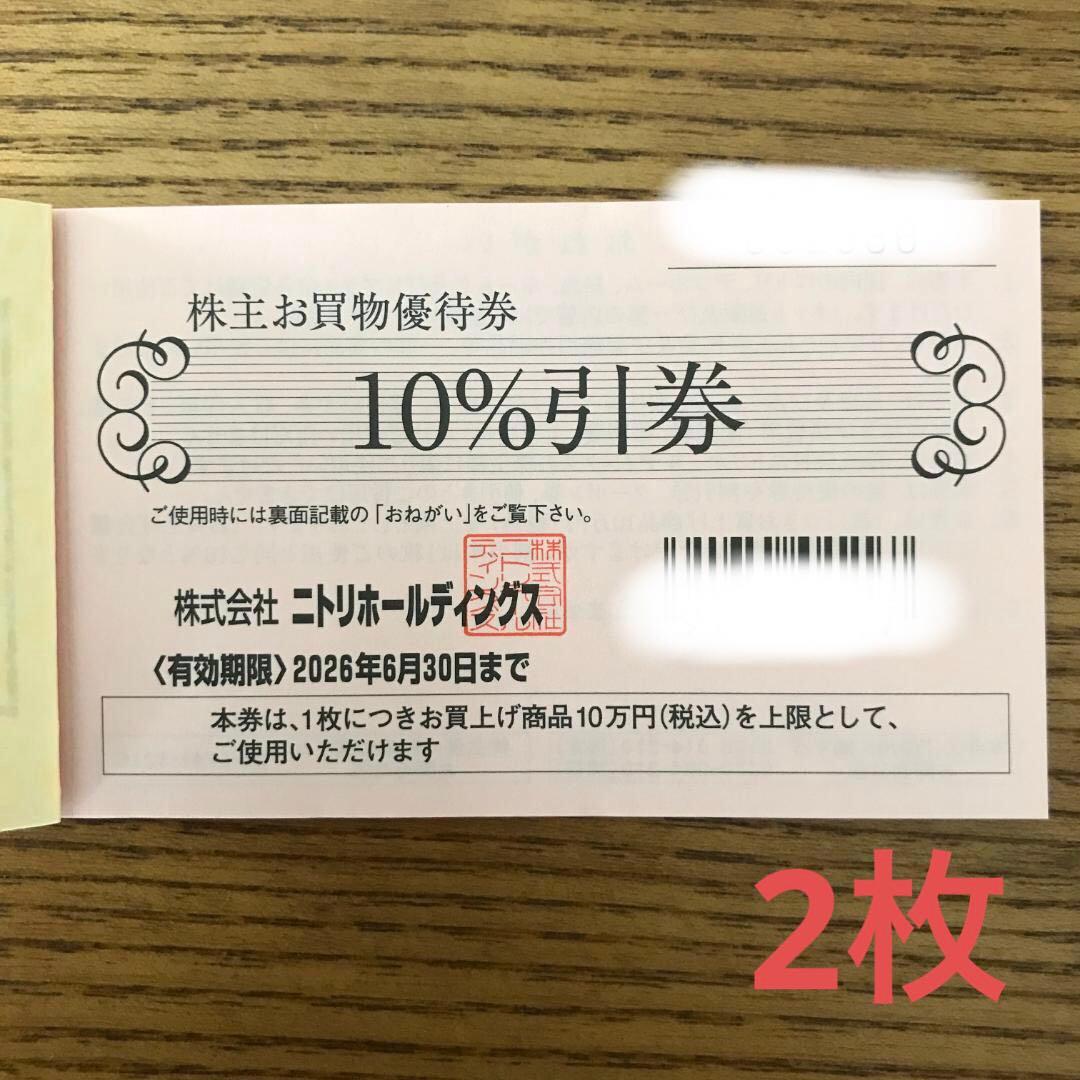 株主お買物優待券
10%引券
ご使用時には裏面記載の「おねがい」をご覧下さい。
株式会社 ニトリホールディングス
〈有効期限〉2026年6月30日まで
本券は、1枚につきお買上げ商品10万円(税込)を上限として、
ご使用いただけます
2枚